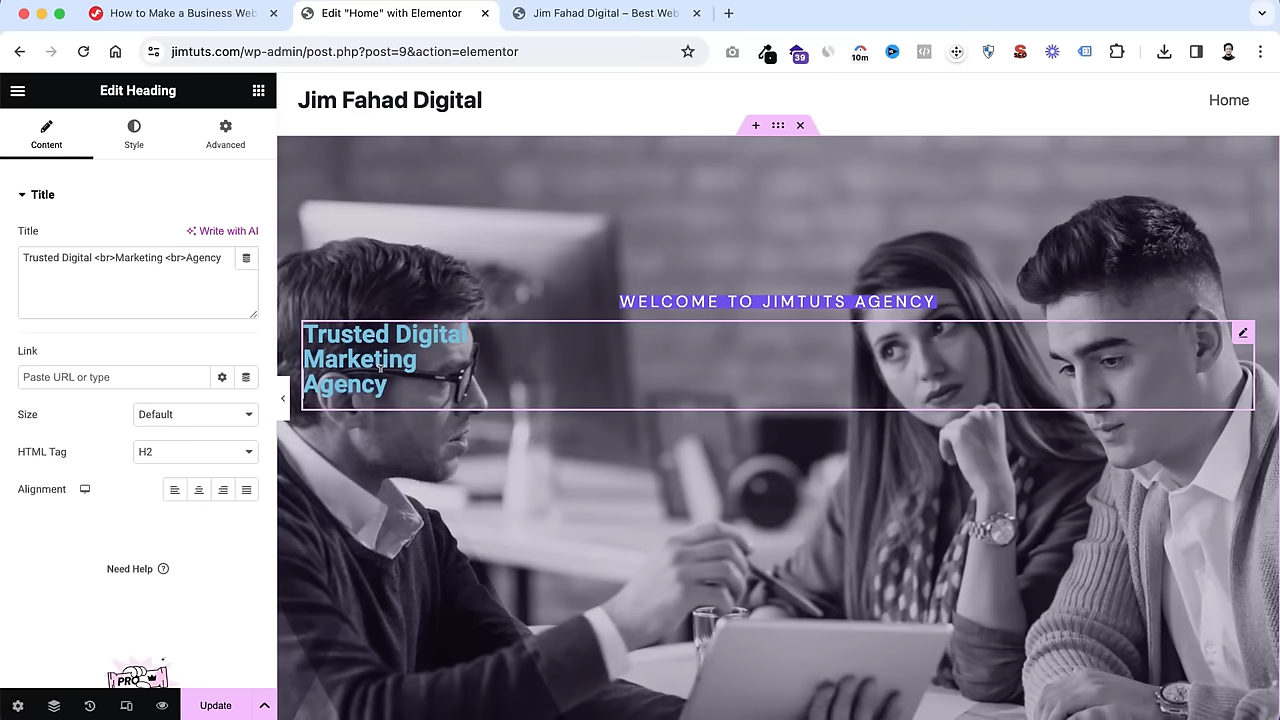 How to Make a Business Web
Edit "Home" with Elementor
Jim Fahad Digital – Best Web
jimtuts.com/wp-admin/post.php?post=9&action=elementor
39
10m
Edit Heading
Content
Style
Advanced
Title
Title
Write with AI
Trusted Digital <br>Marketing <br>Agency
Link
Paste URL or type
Size
Default
HTML Tag
H2
Alignment
Need Help
PRO
Update
Jim Fahad Digital
Home
WELCOME TO JIMTUTS AGENCY
Trusted Digital
Marketing
Agency